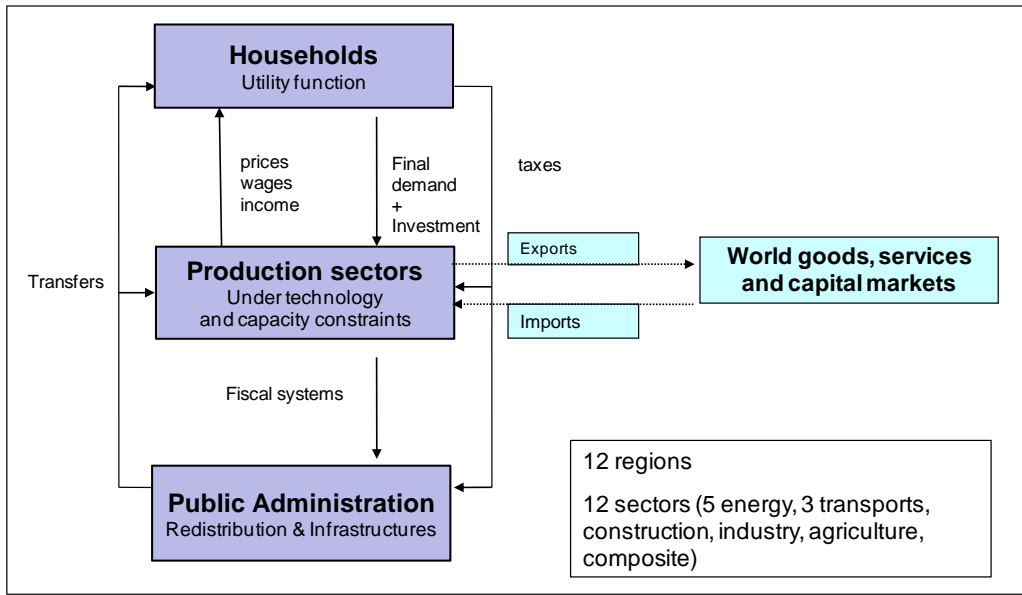 Households
Utility function
prices
wages
income
Final
demand
+
Investment
taxes
Exports
World goods, services
and capital markets
Production sectors
Under technology
and capacity constraints
Transfers
Imports
Fiscal systems
Public Administration
Redistribution & Infrastructures
12 regions
12 sectors (5 energy, 3 transports,
construction, industry, agriculture,
composite)